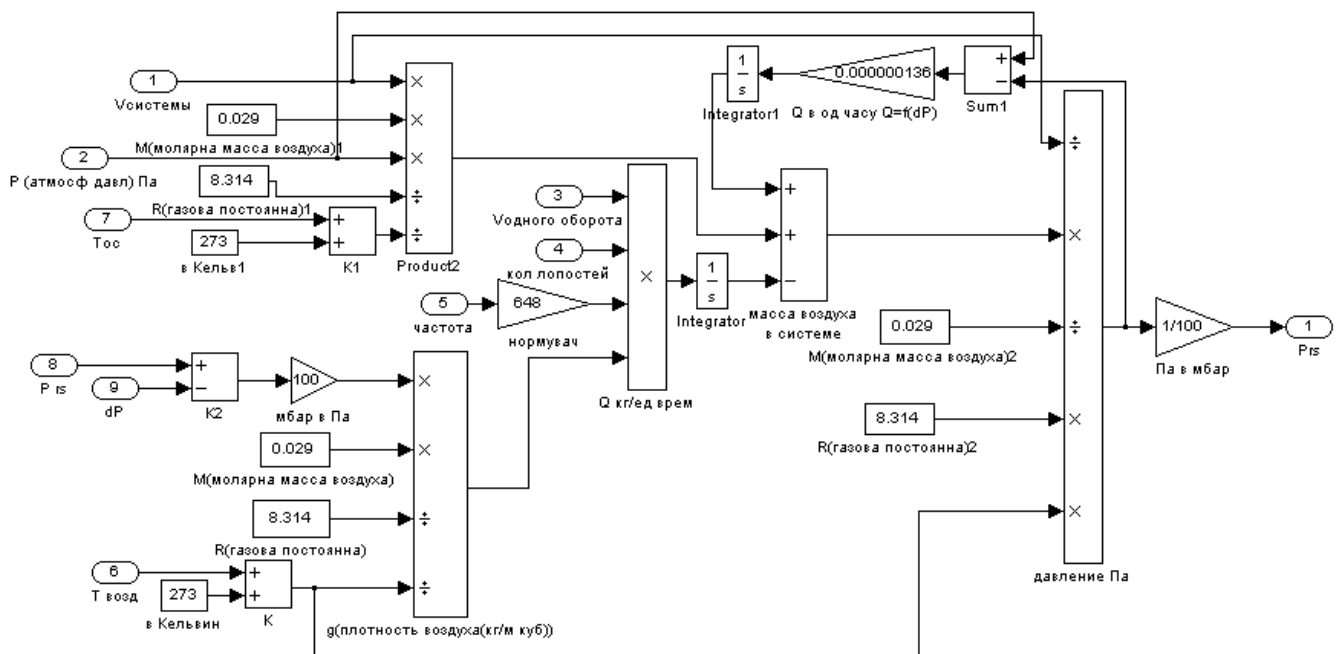 1
Vсистемы
0.029
М(молярна масса воздуха)1
2
P (атмосф давл) Па
8.314
R(газова постоянна)1
7
Toc
273
в Кельв1
+
+
K1
×
×
×
÷
÷
Product2
1
s
Integrator1
0.000000136
Q в од часу Q=f(dP)
+
−
Sum1
3
Vодного оборота
4
кол лопостей
5
частота
648
нормувач
×
Q кг/ед врем
1
s
Integrator
+
+
−
масса воздуха
в системе
0.029
М(молярна масса воздуха)2
8.314
R(газова постоянна)2
÷
×
÷
×
×
давление Па
1/100
Па в мбар
1
Prs
8
P rs
9
dP
+
−
K2
100
мбар в Па
0.029
М(молярна масса воздуха)
8.314
R(газова постоянна)
6
T возд
273
в Кельвин
+
+
K
×
×
÷
÷
g(плотность воздуха(кг/м куб))